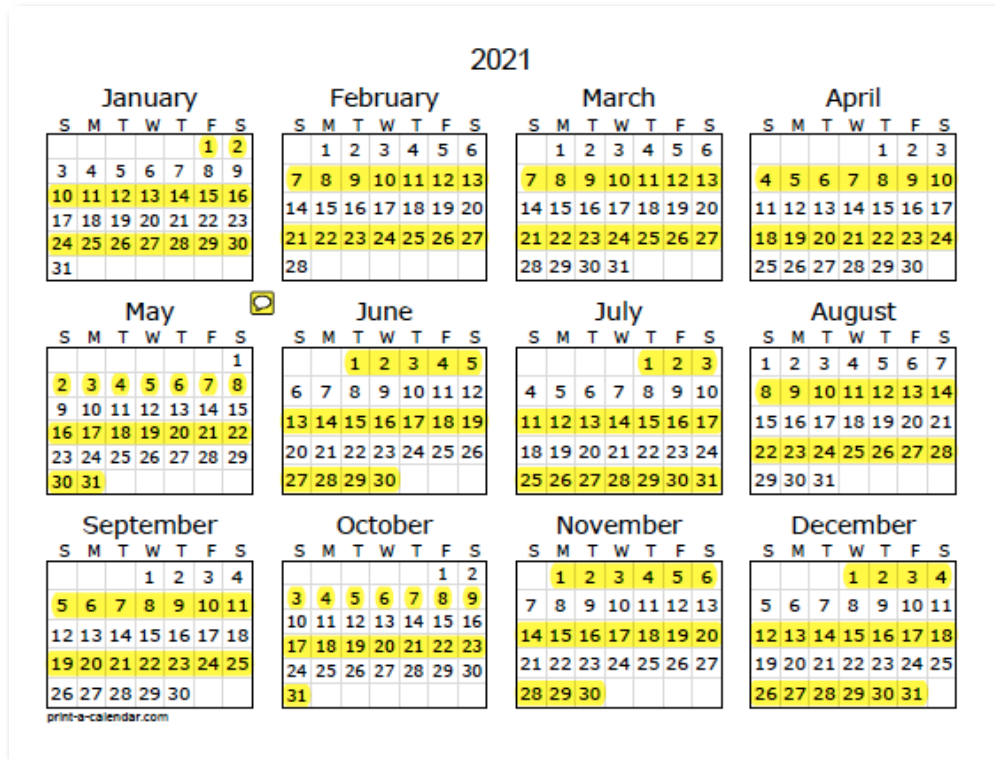 2021
January February March April
S M T W T F S S M T W T F S S M T W T F S S M T W T F S
1 2 1 2 3 4 5 6 1 2 3 4 5 6 1 2 3
3 4 5 6 7 8 9 7 8 9 10 11 12 13 7 8 9 10 11 12 13 4 5 6 7 8 9 10
10 11 12 13 14 15 16 14 15 16 17 18 19 20 14 15 16 17 18 19 20 11 12 13 14 15 16 17
17 18 19 20 21 22 23 21 22 23 24 25 26 27 21 22 23 24 25 26 27 18 19 20 21 22 23 24
24 25 26 27 28 29 30 28 28 29 30 31 25 26 27 28 29 30
31
May June July August
S M T W T F S S M T W T F S S M T W T F S S M T W T F S
1 1 2 3 4 5 1 2 3 1 2 3 4 5 6 7
2 3 4 5 6 7 8 6 7 8 9 10 11 12 4 5 6 7 8 9 10 8 9 10 11 12 13 14
9 10 11 12 13 14 15 13 14 15 16 17 18 19 11 12 13 14 15 16 17 15 16 17 18 19 20 21
16 17 18 19 20 21 22 20 21 22 23 24 25 26 18 19 20 21 22 23 24 22 23 24 25 26 27 28
23 24 25 26 27 28 29 27 28 29 30 25 26 27 28 29 30 31 29 30 31
30 31
September October November December
S M T W T F S S M T W T F S S M T W T F S S M T W T F S
1 2 3 4 1 2 1 2 3 4 5 6 1 2 3 4
5 6 7 8 9 10 11 3 4 5 6 7 8 9 7 8 9 10 11 12 13 5 6 7 8 9 10 11
12 13 14 15 16 17 18 10 11 12 13 14 15 16 14 15 16 17 18 19 20 12 13 14 15 16 17 18
19 20 21 22 23 24 25 17 18 19 20 21 22 23 21 22 23 24 25 26 27 19 20 21 22 23 24 25
26 27 28 29 30 24 25 26 27 28 29 30 28 29 30 26 27 28 29 30 31
31
print-a-calendar.com